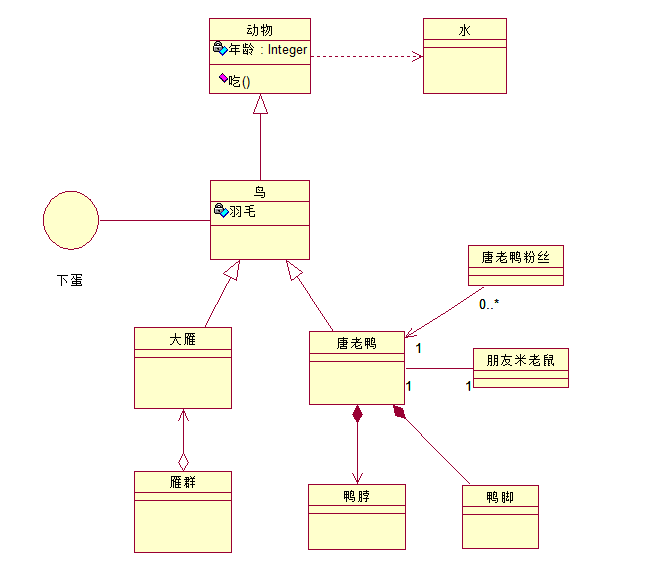 动物
年龄 : Integer
吃()
水
鸟
羽毛
下蛋
唐老鸭粉丝
0..*
1
大雁
唐老鸭
朋友米老鼠
1
1
雁群
鸭脖
鸭脚